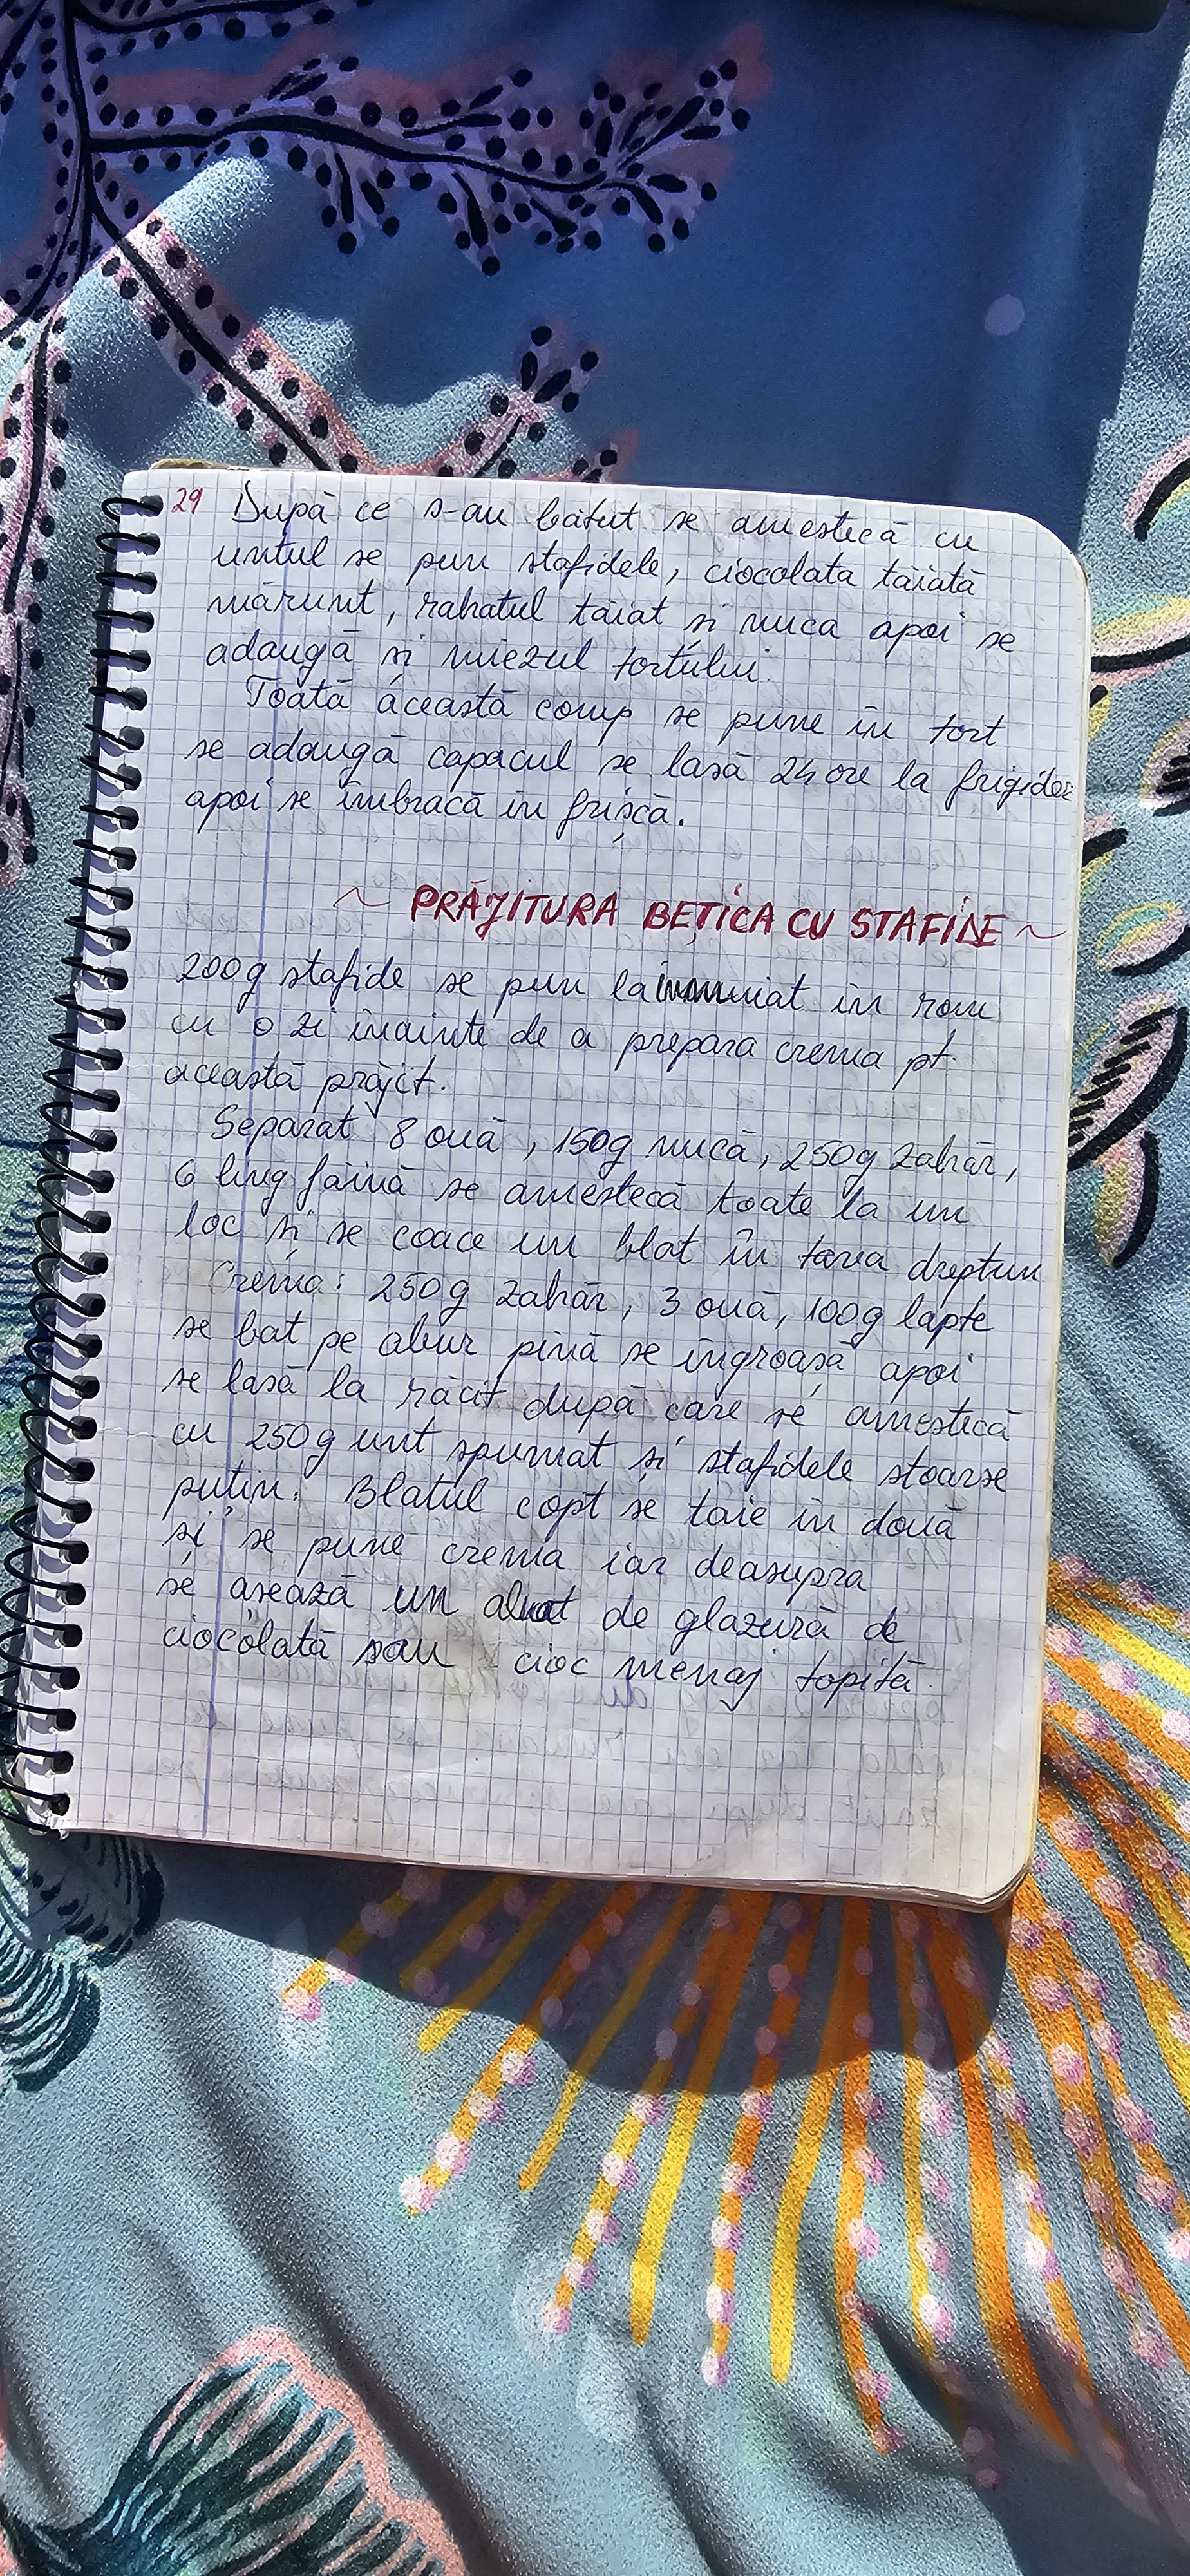 29 După ce s-au bătut se amestecă cu
untul se pun stafidele, ciocolata tăiată
mărunt, rahatul tăiat și nuca apoi se
adaugă și miezul tortului.
Toată această comp se pune în tort
se adaugă capacul se lasă 24 ore la frigider
apoi se îmbracă în frișcă.
~ PRĂJITURA BEȚICA CU STAFIDE ~
200g stafide se pun la înmuiat în rom
cu o zi înainte de a prepara crema pt.
această prăjit.
Separat 8 ouă, 150g nucă, 250g zahăr,
6 ling făină se amestecă toate la un
loc și se coace un blat în tava dreptun
Crema: 250g zahăr, 3 ouă, 100g lapte
se bat pe abur pînă se îngroașă apoi
se lasă la răcit după care se amestică
cu 250g unt spumat și stafidele stoarse
puțin. Blatul copt se taie în două
și se pune crema iar deasupra
se așează un de glazură de
ciocolată sau cioc menaj topită.